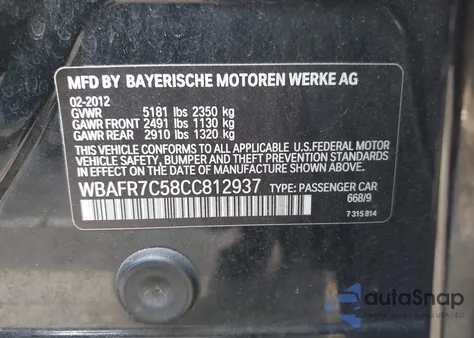 MFD BY BAYERISCHE MOTOREN WERKE AG
02-2012
GVWR 5181 lbs 2350 kg
GAWR FRONT 2491 lbs 1130 kg
GAWR REAR 2910 lbs 1320 kg
THIS VEHICLE CONFORMS TO ALL APPLICABLE U.S.FEDERAL MOTOR
VEHICLE SAFETY, BUMPER AND THEFT PREVENTION STANDARDS
IN EFFECT ON THE DATE OF MANUFACTURE SHOWN ABOVE.
WBAFR7C58CC812937 TYPE: PASSENGER CAR
668/9
7 315 814
autaSnap